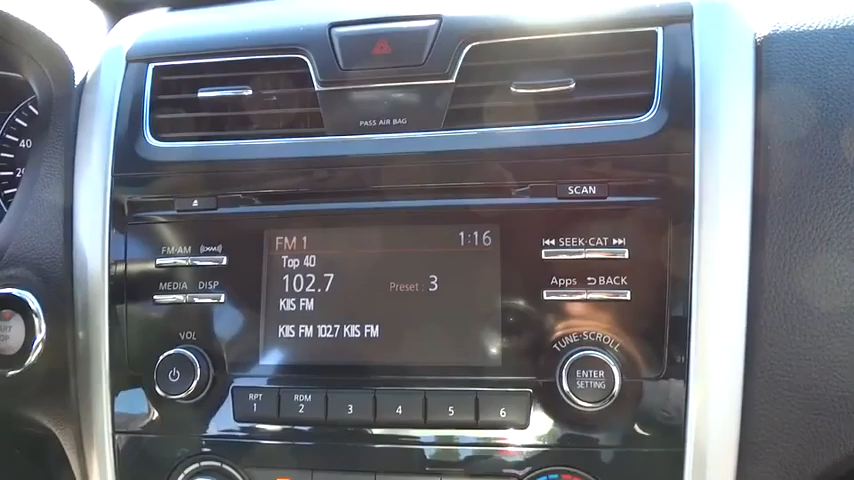 PASS AIR BAG
SCAN
FM·AM
XM
SEEK·CAT
MEDIA DISP
Apps BACK
FM 1 1:16
Top 40
102.7 Preset : 3
KIIS FM
KIIS FM 102.7 KIIS FM
VOL
TUNE·SCROLL
ENTER
SETTING
RPT
1
RDM
2
3
4
5
6
40
START